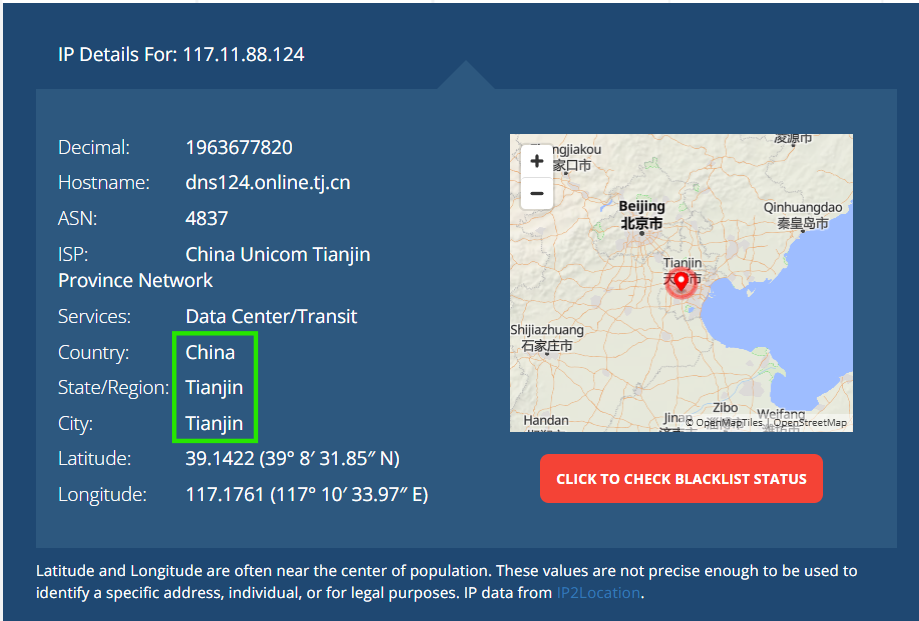 IP Details For: 117.11.88.124
Decimal: 1963677820
Hostname: dns124.online.tj.cn
ASN: 4837
ISP: China Unicom Tianjin
Province Network
Services: Data Center/Transit
Country: China
State/Region: Tianjin
City: Tianjin
Latitude: 39.1422 (39° 8′ 31.85″ N)
Longitude: 117.1761 (117° 10′ 33.97″ E)
凌源市
+
−
Beijing
北京市
Qinhuangdao
秦皇岛市
Tianjin
Shijiazhuang
石家庄市
Handan
Zibo
Weifang
© OpenMapTiles | OpenStreetMap
CLICK TO CHECK BLACKLIST STATUS
Latitude and Longitude are often near the center of population. These values are not precise enough to be used to
identify a specific address, individual, or for legal purposes. IP data from IP2Location.